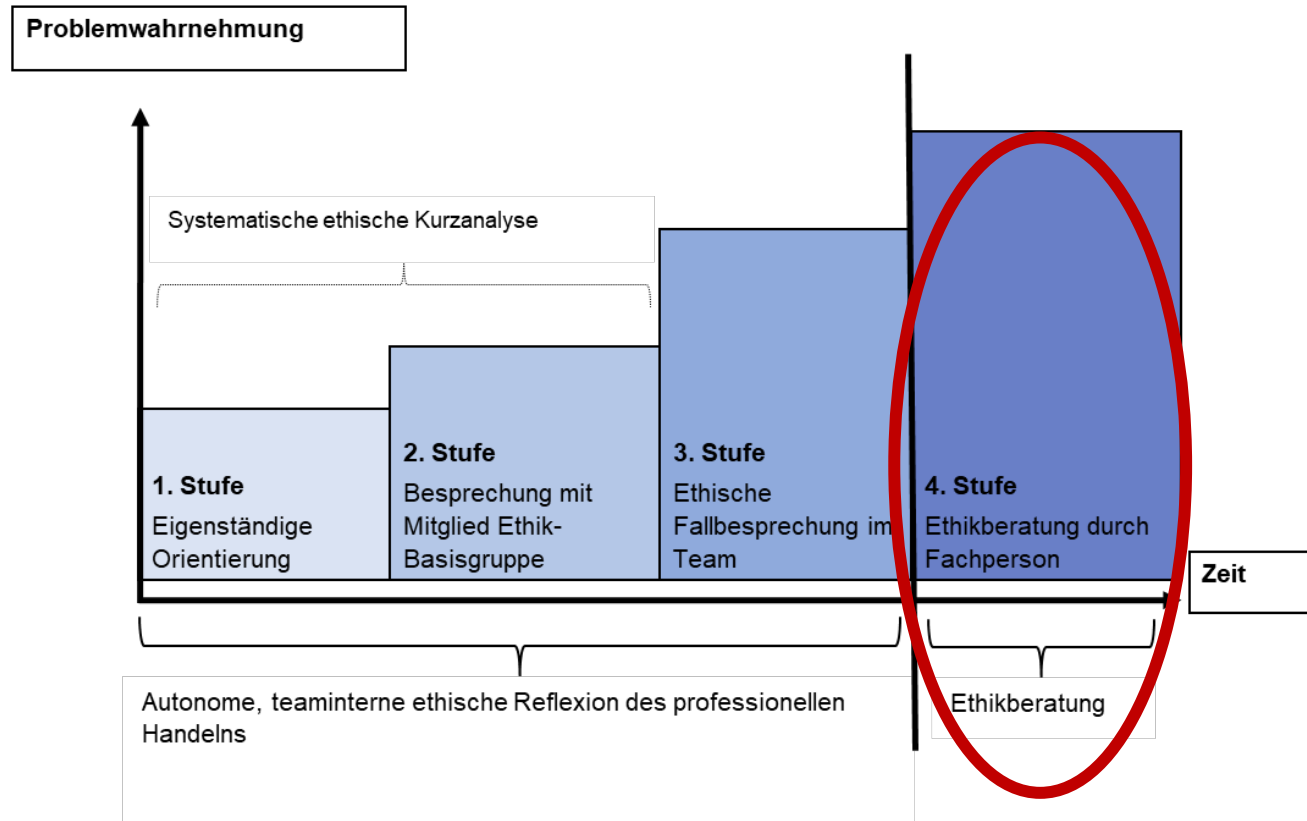 Problemwahrnehmung
Systematische ethische Kurzanalyse
1. Stufe
Eigenständige
Orientierung
2. Stufe
Besprechung mit
Mitglied Ethik-
Basisgruppe
3. Stufe
Ethische
Fallbesprechung im
Team
4. Stufe
Ethikberatung durch
Fachperson
Zeit
Autonome, teaminterne ethische Reflexion des professionellen
Handelns
Ethikberatung